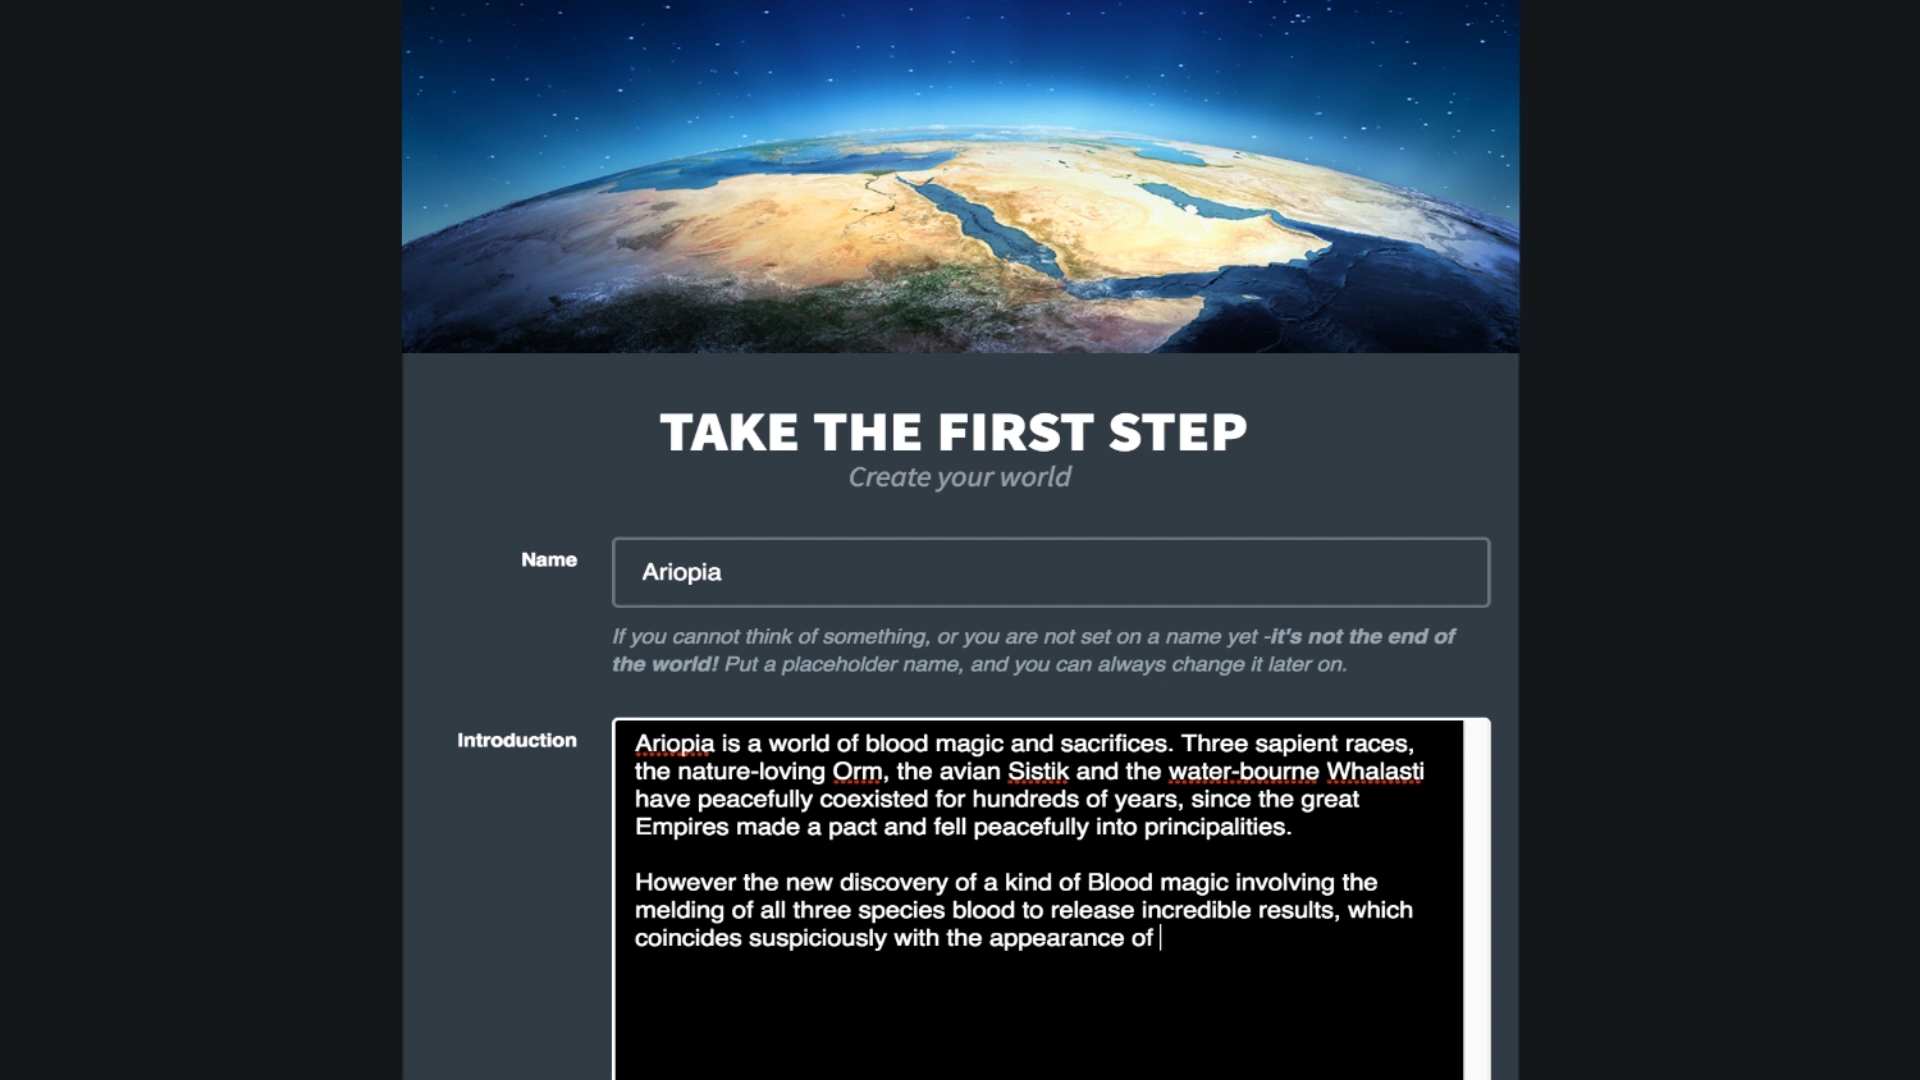 TAKE THE FIRST STEP
Create your world
Name
Ariopia
If you cannot think of something, or you are not set on a name yet -it's not the end of
the world! Put a placeholder name, and you can always change it later on.
Introduction
Ariopia is a world of blood magic and sacrifices. Three sapient races,
the nature-loving Orm, the avian Sistik and the water-bourne Whalasti
have peacefully coexisted for hundreds of years, since the great
Empires made a pact and fell peacefully into principalities.
However the new discovery of a kind of Blood magic involving the
melding of all three species blood to release incredible results, which
coincides suspiciously with the appearance of